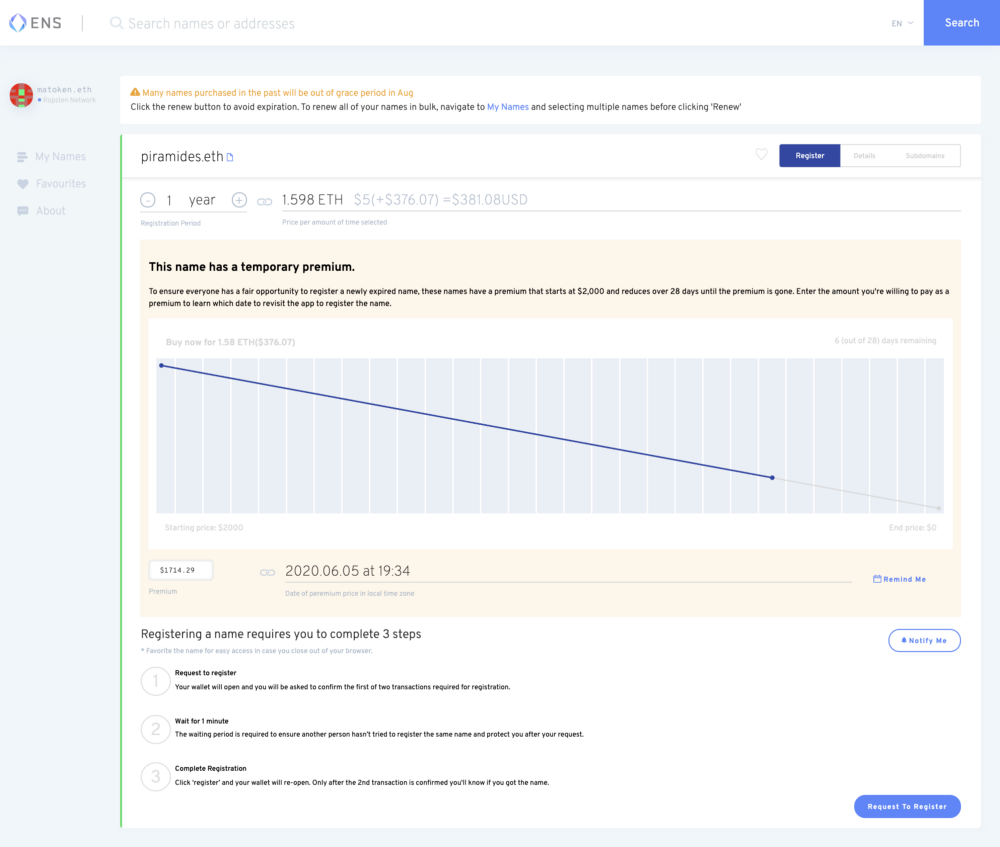 ENS
Search names or addresses
EN
Search
matoken.eth
Ropsten Network
My Names
Favourites
About
Many names purchased in the past will be out of grace period in Aug
Click the renew button to avoid expiration. To renew all of your names in bulk, navigate to My Names and selecting multiple names before clicking 'Renew'
piramides.eth
Register
Details
Subdomains
- 1 year +
1.598 ETH $5(+$376.07) =$381.08USD
Registration Period
Price per amount of time selected
This name has a temporary premium.
To ensure everyone has a fair opportunity to register a newly expired name, these names have a premium that starts at $2,000 and reduces over 28 days until the premium is gone. Enter the amount you're willing to pay as a
premium to learn which date to revisit the app to register the name.
Buy now for 1.58 ETH($376.07)
6 (out of 28) days remaining
Starting price: $2000
End price: $0
$1714.29
2020.06.05 at 19:34
Remind Me
Premium
Date of peremium price in local time zone
Registering a name requires you to complete 3 steps
* Favorite the name for easy access in case you close out of your browser.
Notify Me
1
Request to register
Your wallet will open and you will be asked to confirm the first of two transactions required for registration.
2
Wait for 1 minute
The waiting period is required to ensure another person hasn't tried to register the same name and protect you after your request.
3
Complete Registration
Click 'register' and your wallet will re-open. Only after the 2nd transaction is confirmed you'll know if you got the name.
Request To Register